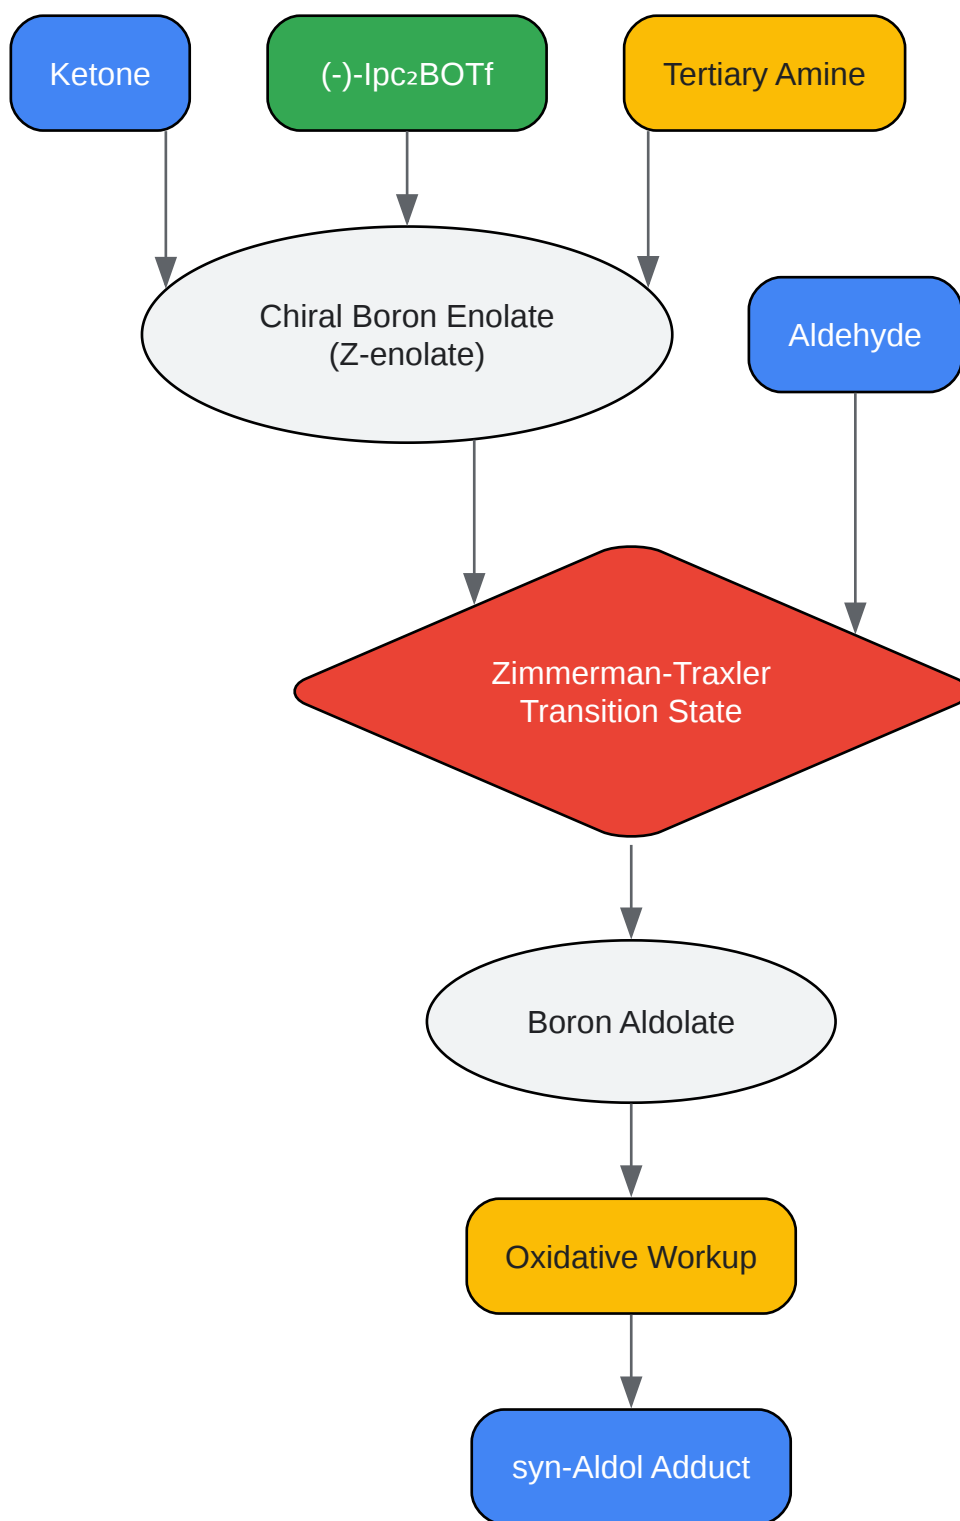 Ketone
(-)-Ipc₂BOTf
Tertiary Amine
Chiral Boron Enolate
(Z-enolate)
Aldehyde
Zimmerman-Traxler
Transition State
Boron Aldolate
Oxidative Workup
syn-Aldol Adduct